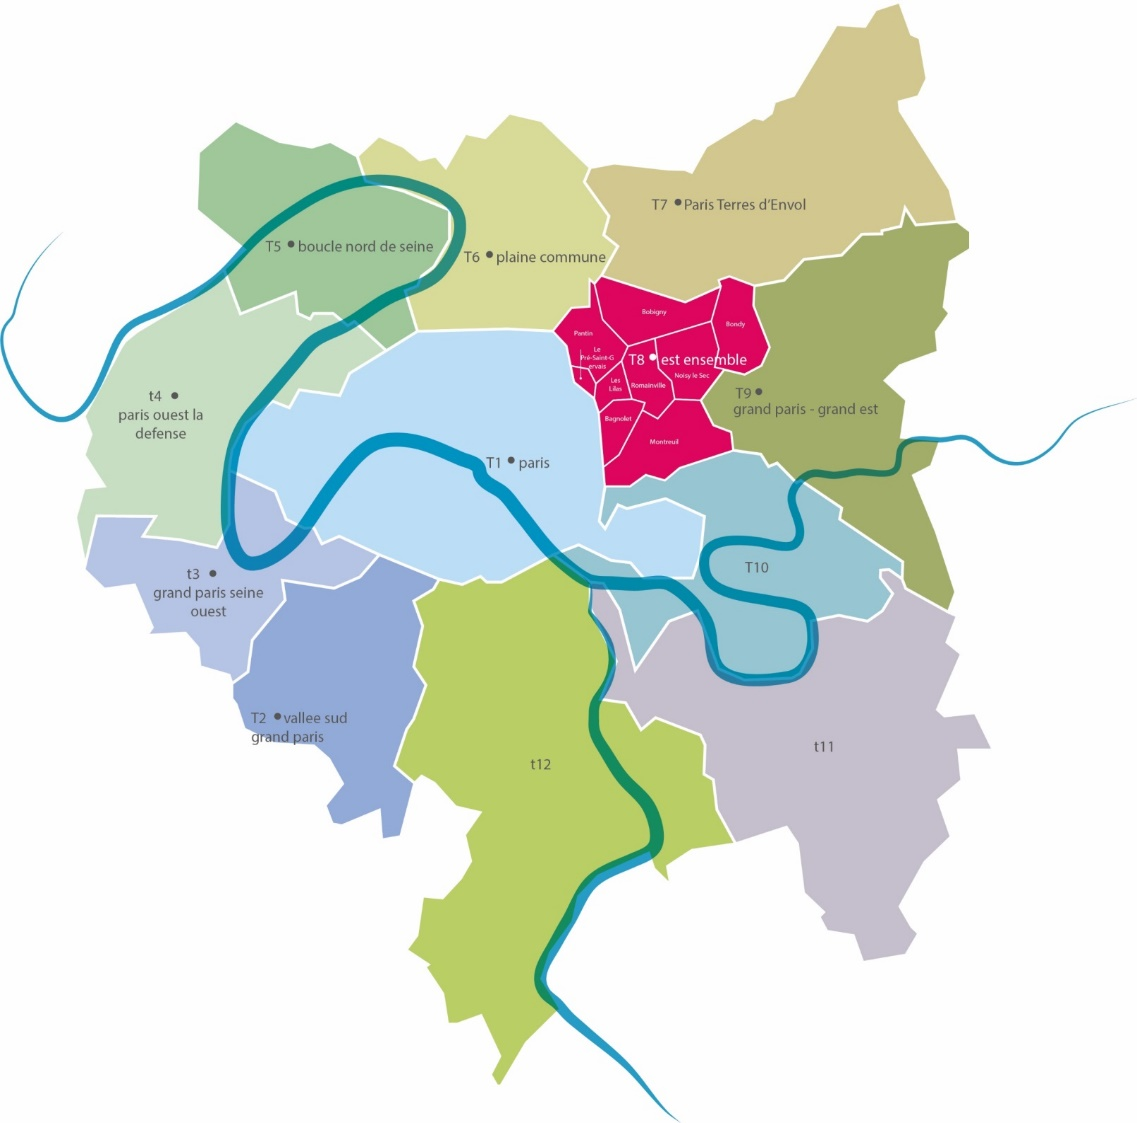 T7 • Paris Terres d’Envol
T5 • boucle nord de seine
T6 • plaine commune
Bobigny
Bondy
Pantin
Le
Pré-Saint-G
ervais
T8 • est ensemble
Noisy le Sec
Les
Lilas
Romainville
Bagnolet
Montreuil
T9 •
grand paris - grand est
t4 •
paris ouest la
defense
T1 • paris
T10
t3 •
grand paris seine
ouest
T2 • vallee sud
grand paris
t12
t11